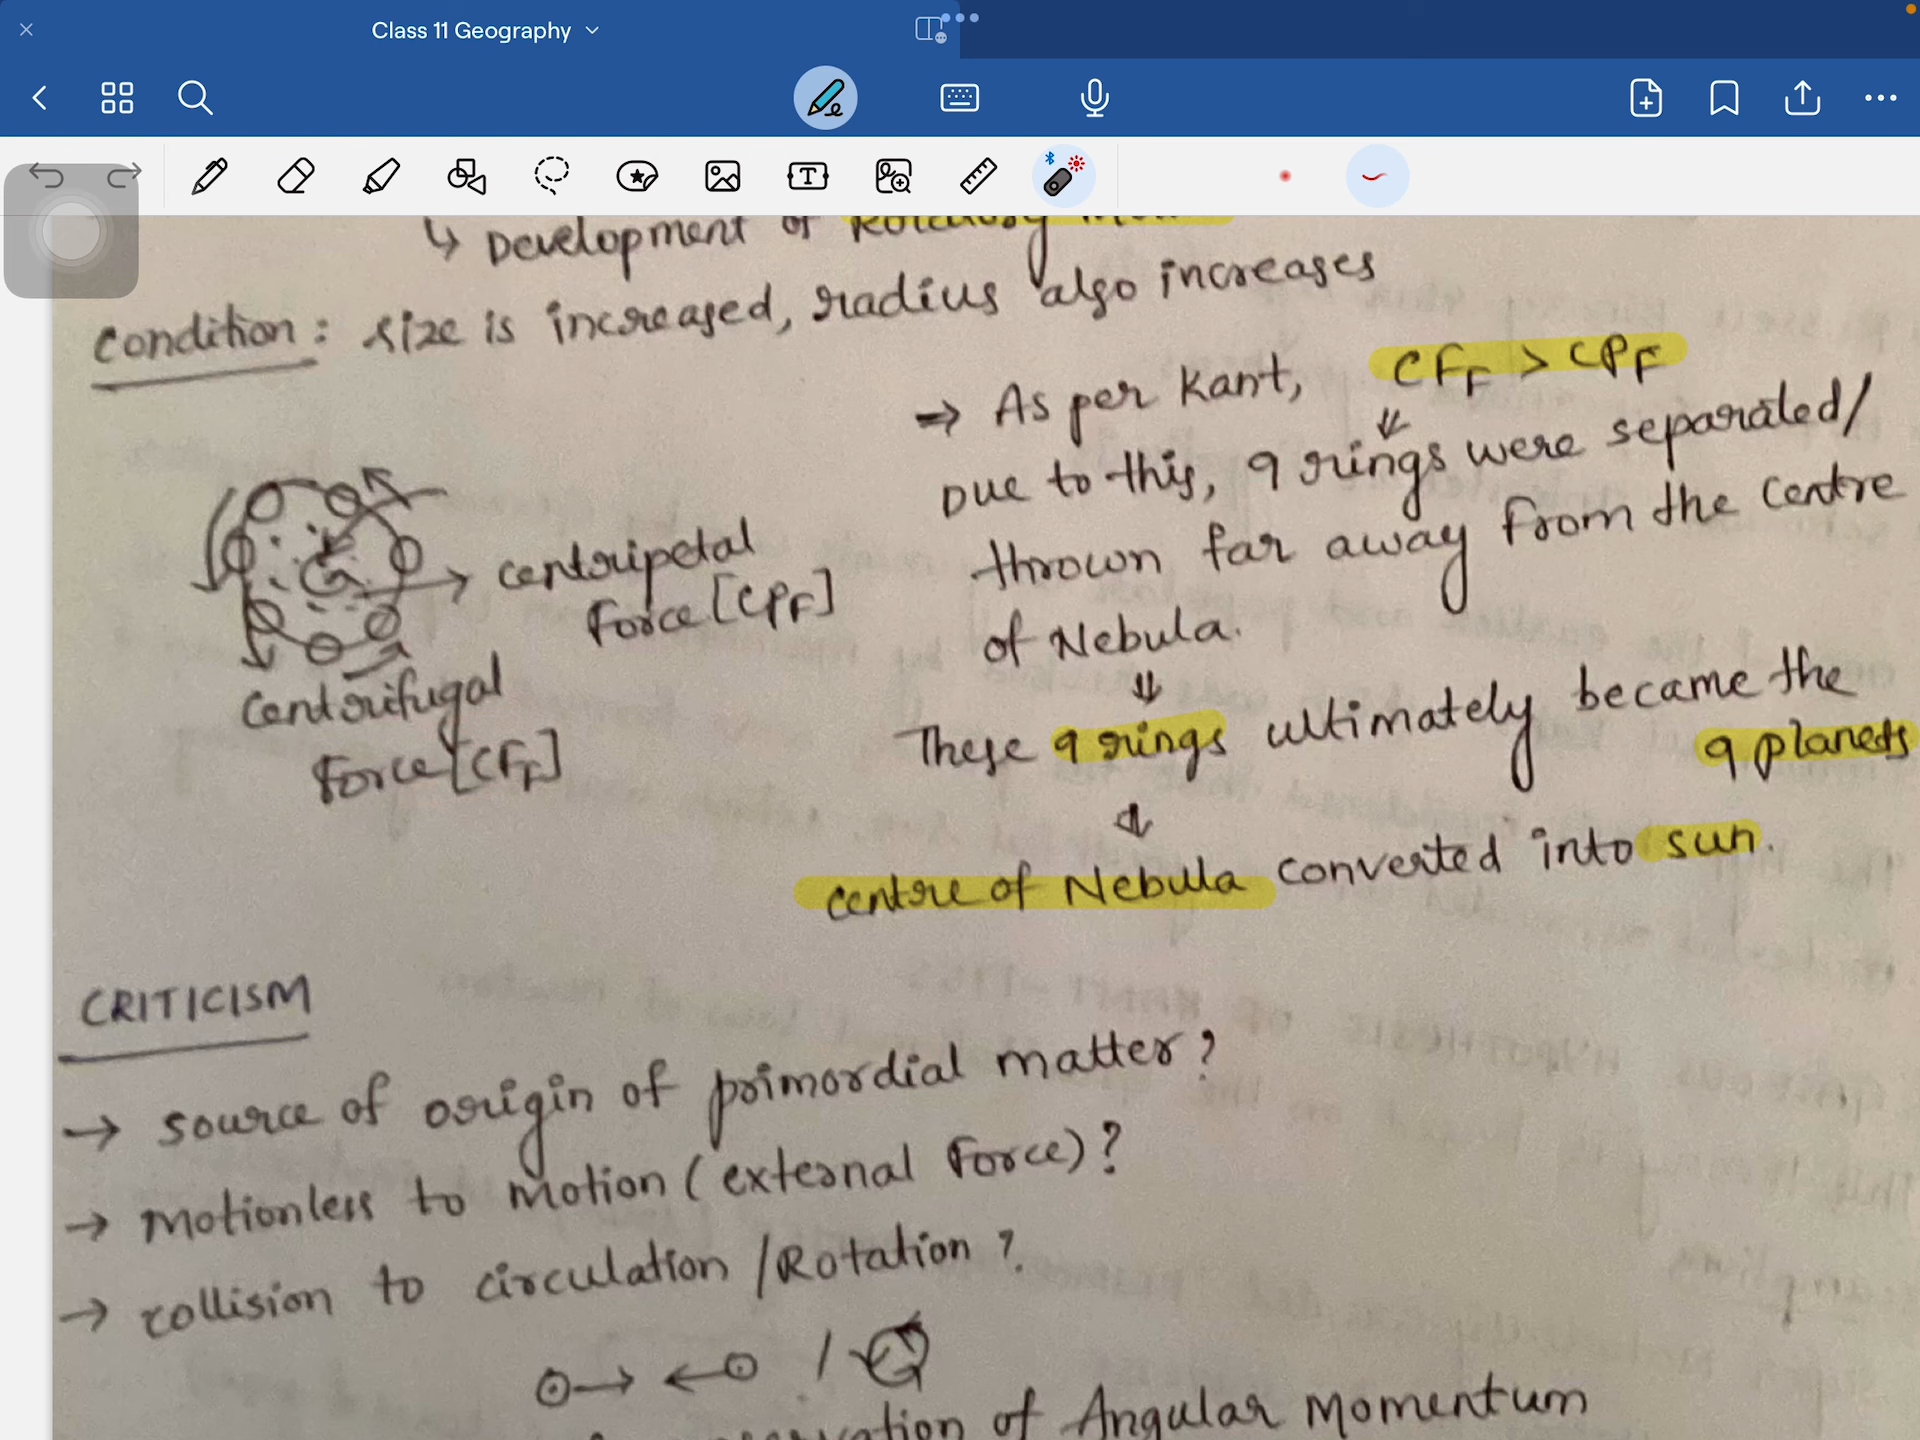 Class 11 Geography
↳ Development of Rotatory
Condition: size is increased, radius also increases
→ As per Kant, CFF > CPF
⇓
Due to this, 9 rings were separated/
thrown far away from the centre
of Nebula.
⇓
These 9 rings ultimately became the
9 planets
⇓
centre of Nebula converted into sun.
centripetal
Force [CPF]
Centrifugal
Force [CFF]
CRITICISM
→ source of origin of primordial matter?
→ Motionless to motion (external Force)?
→ collision to circulation /Rotation?
of Angular Momentum